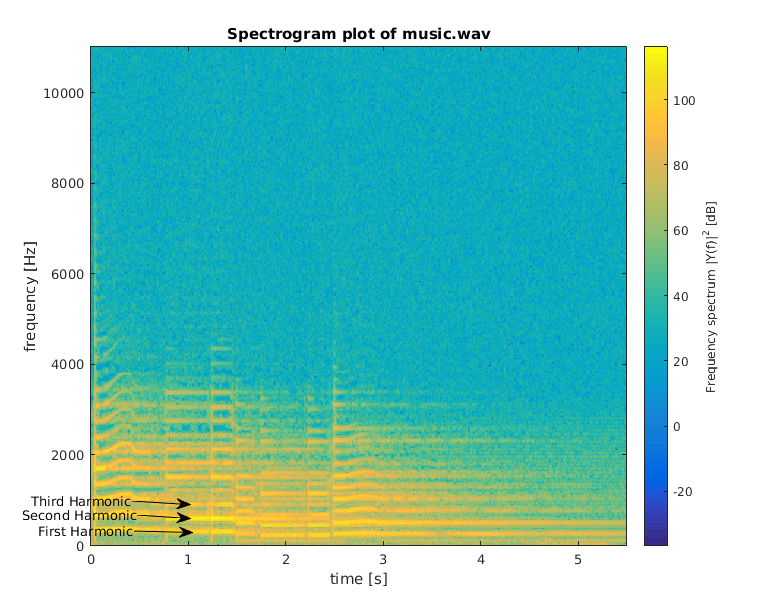 Spectrogram plot of music.wav
10000
8000
6000
4000
2000
0
frequency [Hz]
Third Harmonic
Second Harmonic
First Harmonic
0
1
2
3
4
5
time [s]
100
80
60
40
20
0
-20
Frequency spectrum |Y(f)|² [dB]